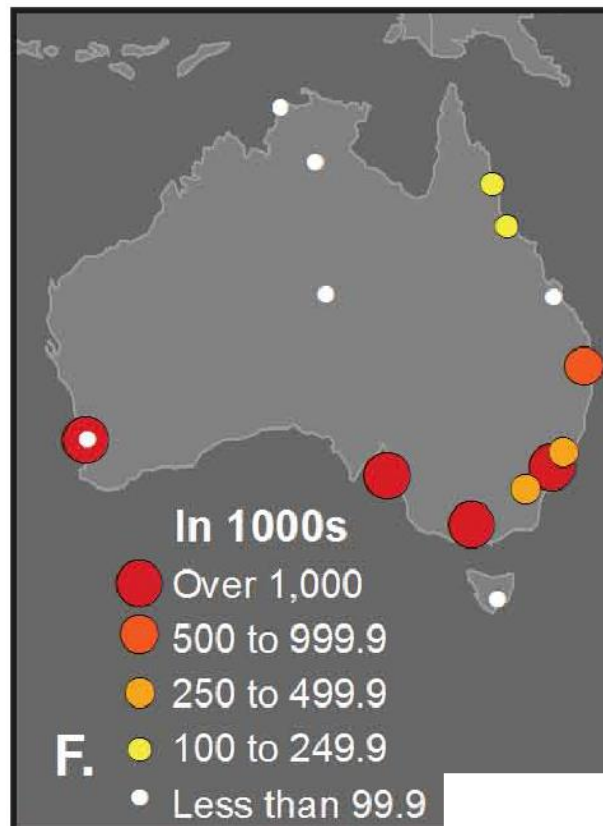 In 1000s
Over 1,000
500 to 999.9
250 to 499.9
100 to 249.9
F.
Less than 99.9